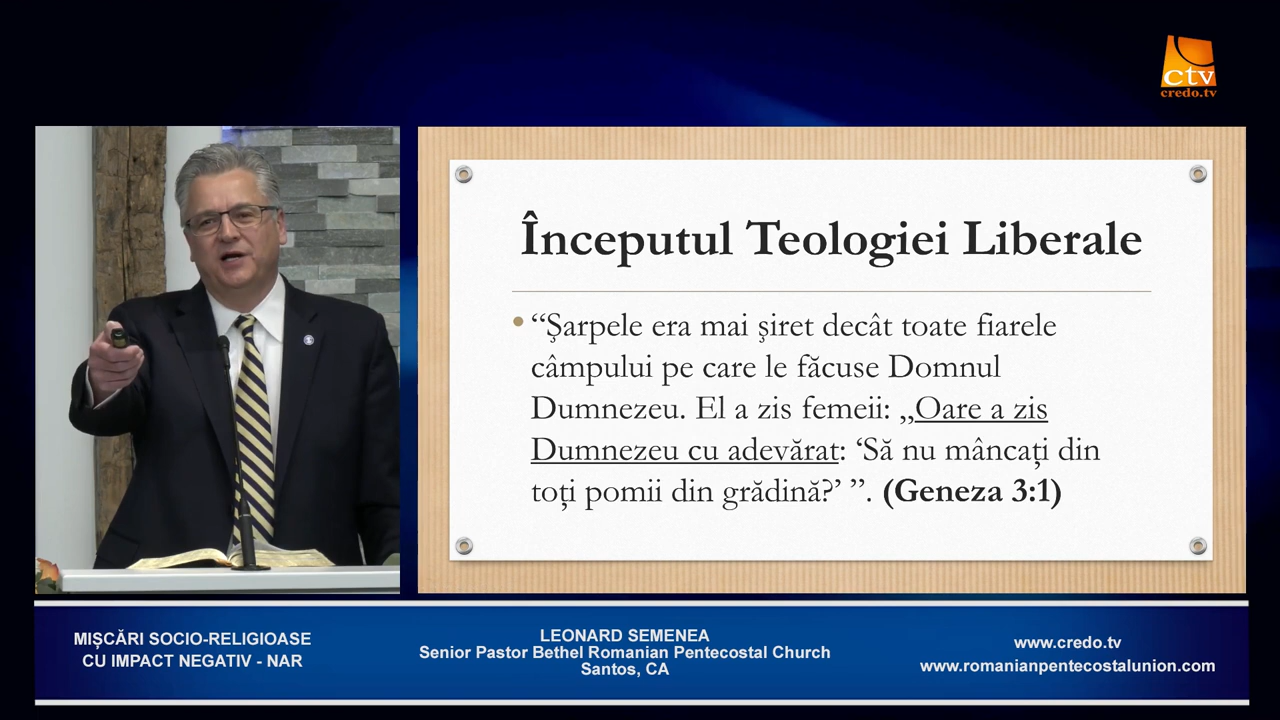 ctv
credo.tv
Începutul Teologiei Liberale
• “Şarpele era mai şiret decât toate fiarele
câmpului pe care le făcuse Domnul
Dumnezeu. El a zis femeii: „Oare a zis
Dumnezeu cu adevărat: ‘Să nu mâncați din
toți pomii din grădină?’ ”. (Geneza 3:1)
MIȘCĂRI SOCIO-RELIGIOASE
CU IMPACT NEGATIV - NAR
LEONARD SEMENEA
Senior Pastor Bethel Romanian Pentecostal Church
Santos, CA
www.credo.tv
www.romanianpentecostalunion.com